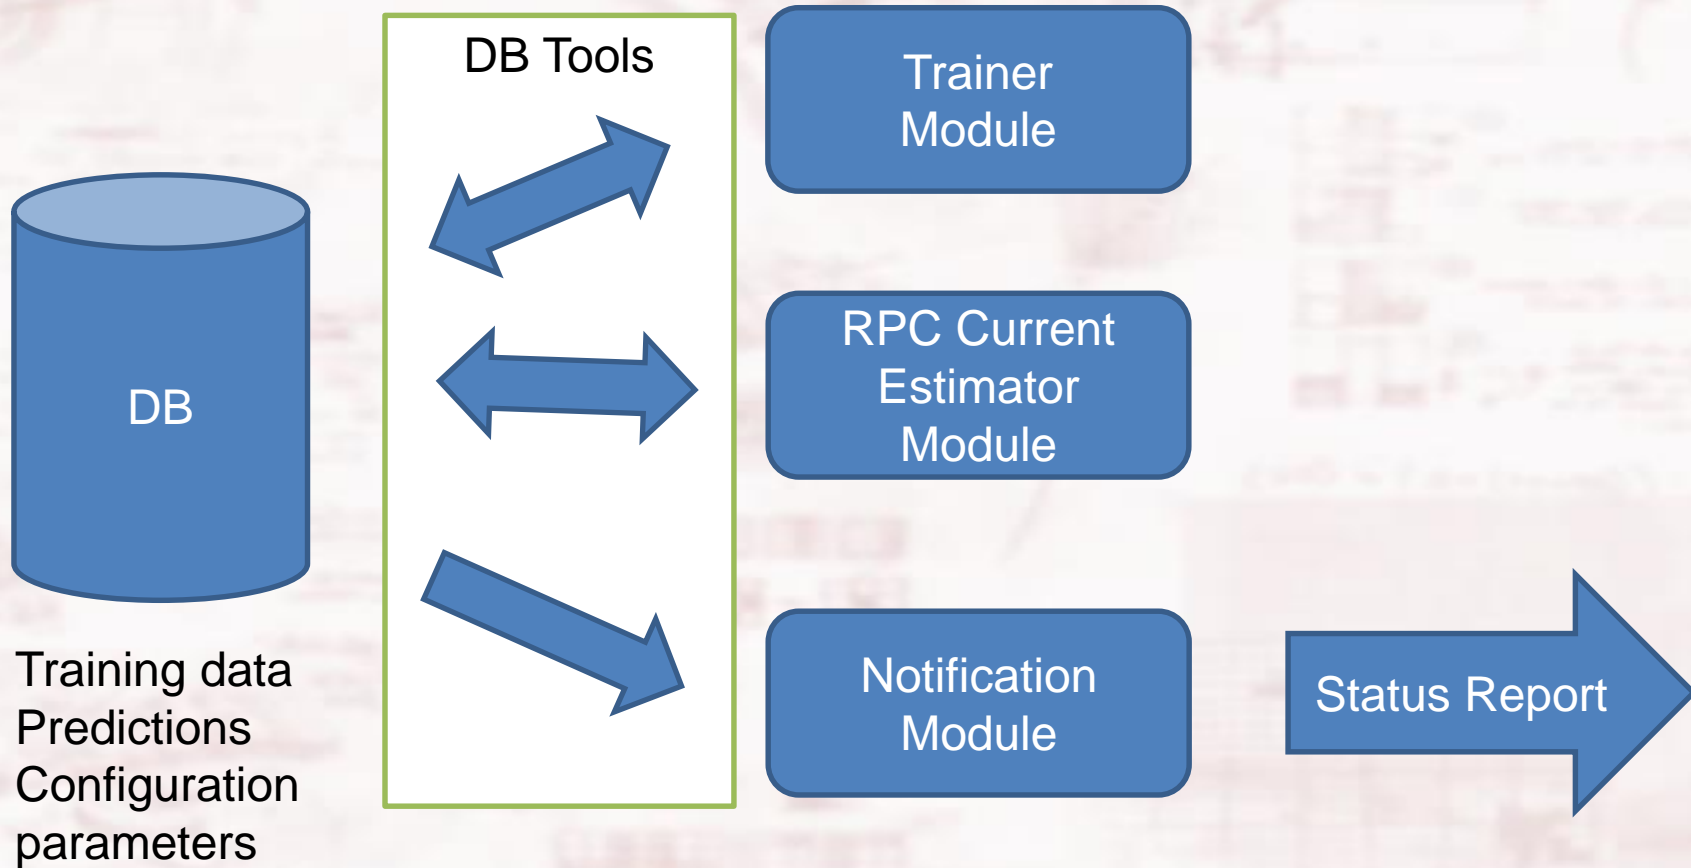 DB Tools
Trainer
Module
RPC Current
Estimator
Module
DB
Notification
Module
Status Report
Training data
Predictions
Configuration
parameters